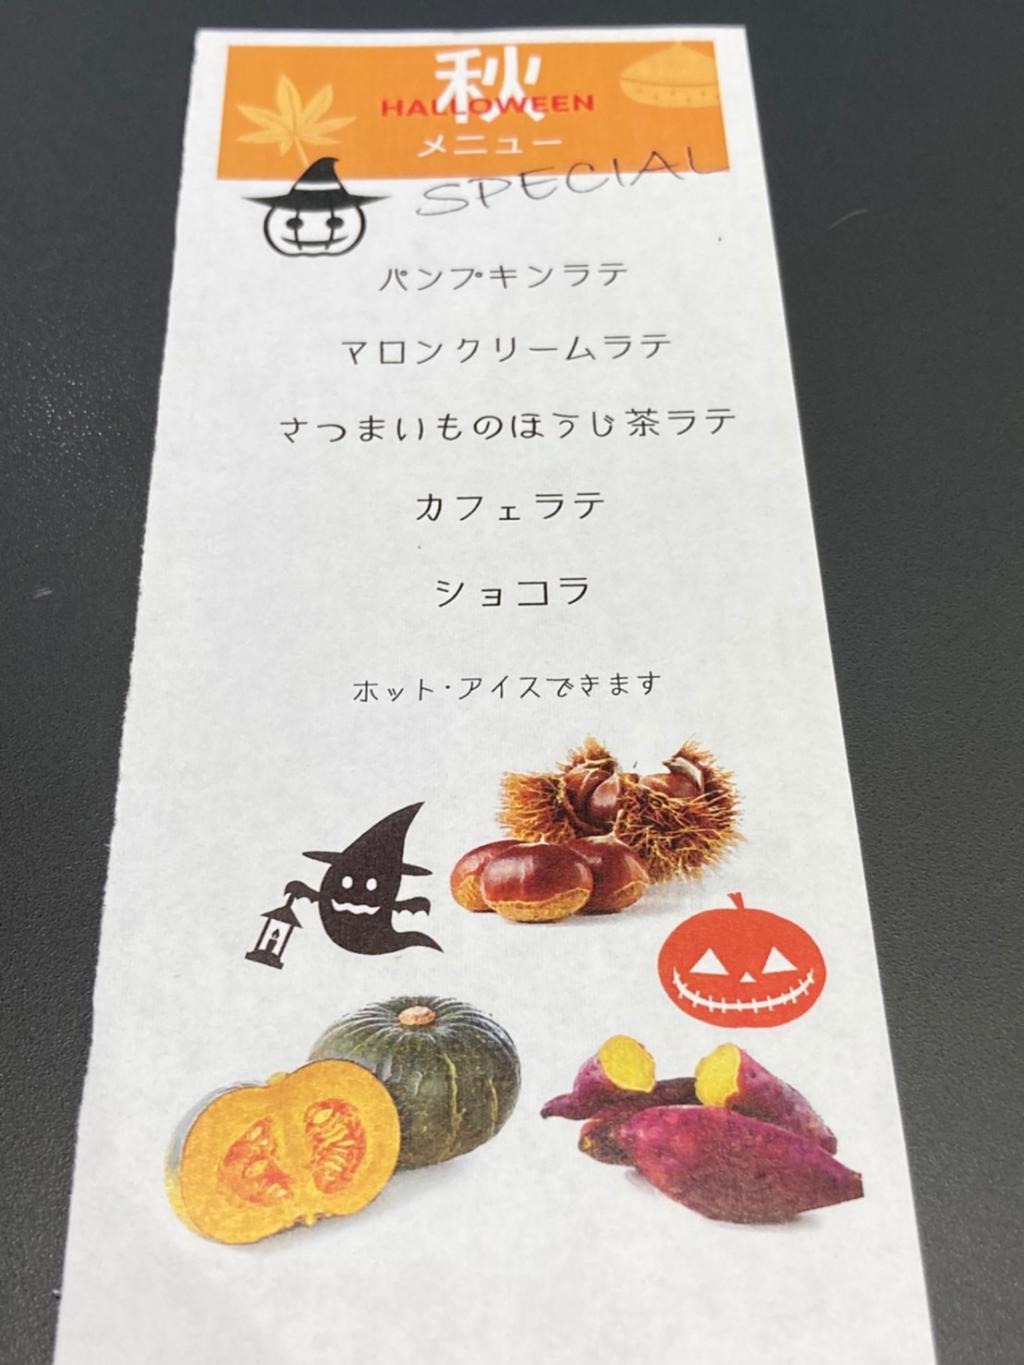 秋
HALLOWEEN
メニュー
SPECIAL
パンプキンラテ
マロンクリームラテ
さつまいものほうじ茶ラテ
カフェラテ
ショコラ
ホット・アイスできます